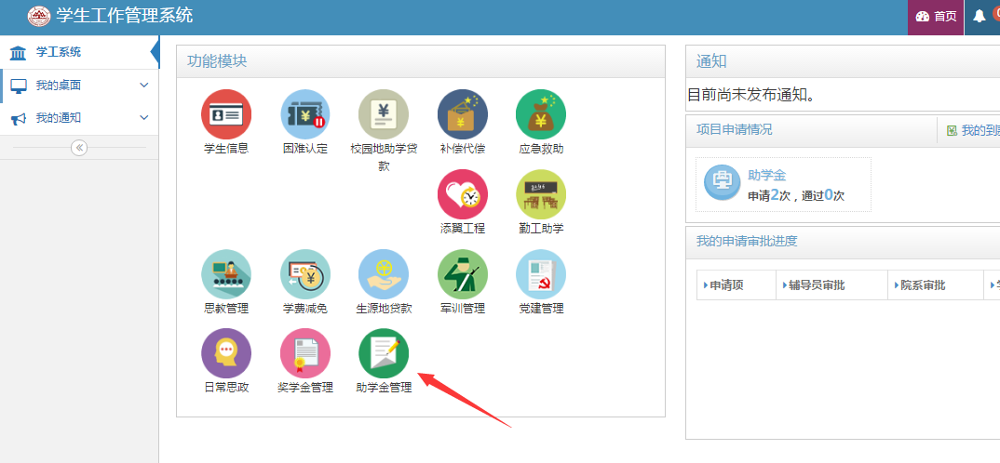 学生工作管理系统
首页
学工系统
我的桌面
我的通知
功能模块
学生信息
困难认定
校园地助学贷
款
补偿代偿
应急救助
添翼工程
勤工助学
思教管理
学费减免
生源地贷款
军训管理
党建管理
日常思政
奖学金管理
助学金管理
通知
目前尚未发布通知。
项目申请情况
我的到
助学金
申请2次，通过0次
我的申请审批进度
申请项
辅导员审批
院系审批